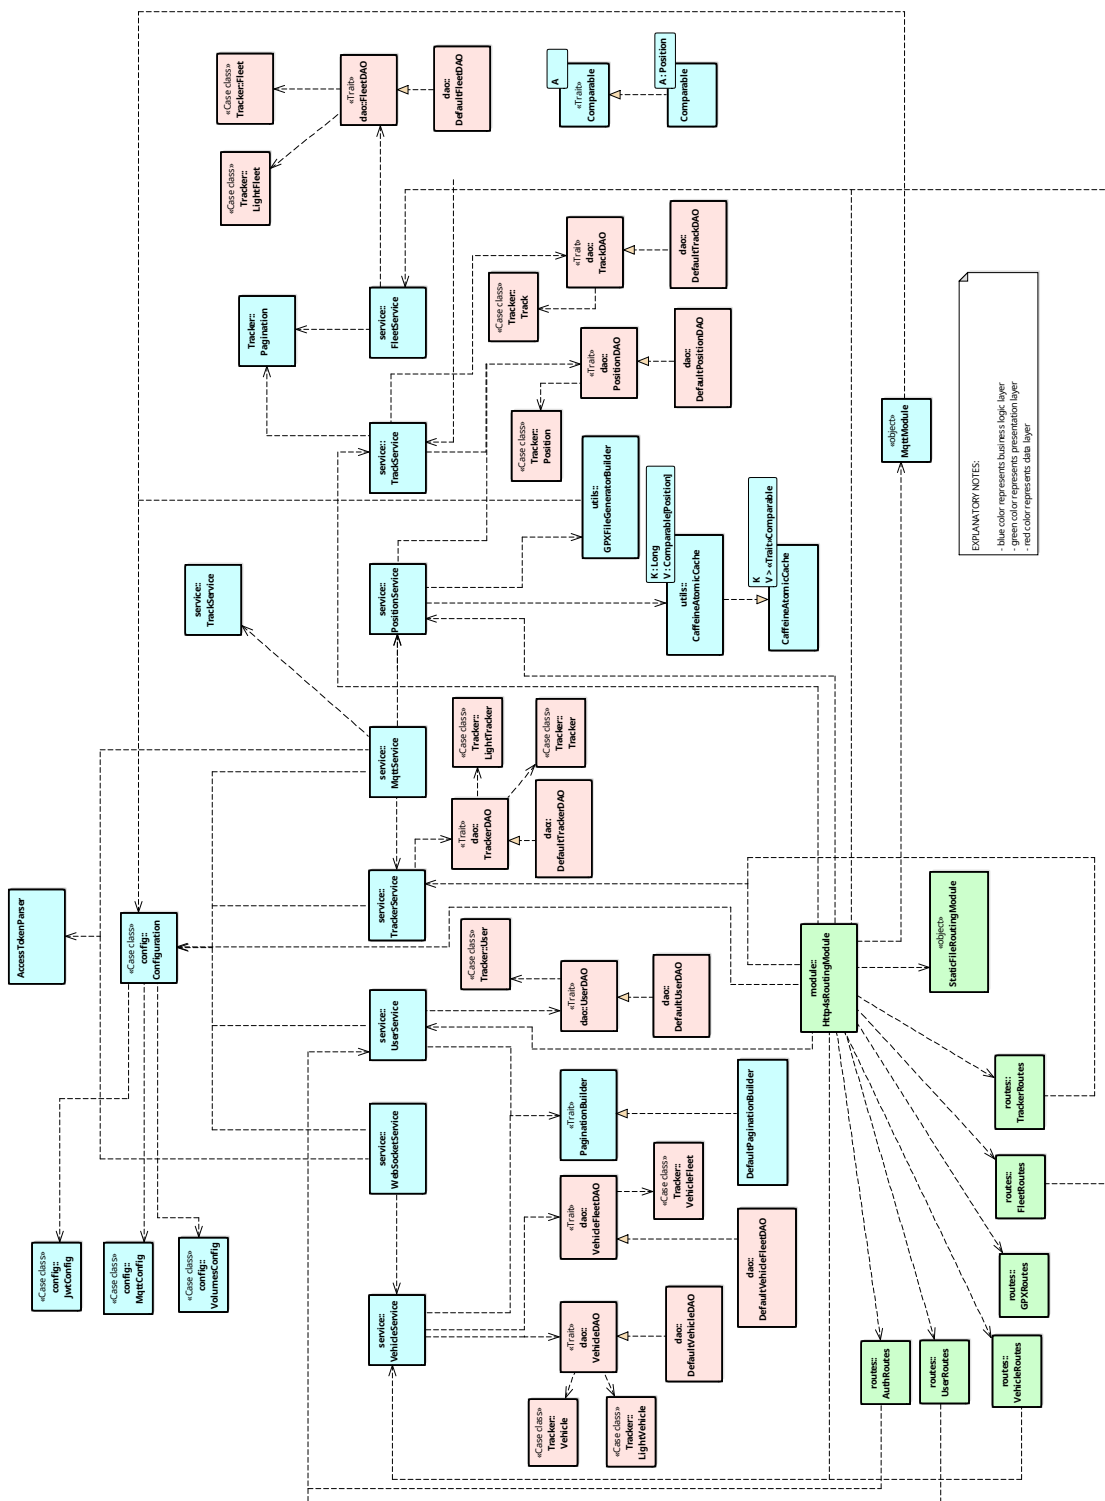 «Case class»
Tracker::Fleet
«Trait»
dao::FleetDAO
dao::
DefaultFleetDAO
A
«Trait»
Comparable
A : Position
Comparable
«Case class»
Tracker::
LightFleet
«Trait»
dao::
TrackDAO
dao::
DefaultTrackDAO
Tracker::
Pagination
service::
FleetService
«Case class»
Tracker::
Track
«Trait»
dao::
PositionDAO
dao::
DefaultPositionDAO
EXPLANATORY NOTES:
- blue color represents business logic layer
- green color represents presentation layer
- red color represents data layer
«object»
MqttModule
service::
TrackService
«Case class»
Tracker::
Position
utils::
GPXFileGeneratorBuilder
K : Long
V : Comparable[Position]
utils::
CaffeineAtomicCache
K
V > «Trait»Comparable
CaffeineAtomicCache
service::
TrackService
service::
PositionService
service::
MqttService
«Case class»
Tracker::
LightTracker
«Case class»
Tracker::
Tracker
«Trait»
dao::
TrackerDAO
dao::
DefaultTrackerDAO
AccessTokenParser
«Case class»
config::
Configuration
service::
TrackerService
«Case class»
Tracker::User
«Trait»
dao::UserDAO
dao::
DefaultUserDAO
module::
Http4sRoutingModule
«object»
StaticFileRoutingModule
service::
UserService
service::
WebSocketService
«Trait»
PaginationBuilder
DefaultPaginationBuilder
routes::
TrackerRoutes
«Trait»
dao::
VehicleFleetDAO
«Case class»
Tracker::
VehicleFleet
dao::
DefaultVehicleFleetDAO
routes::
FleetRoutes
«Case class»
config::
JwtConfig
«Case class»
config::
MqttConfig
«Case class»
config::
VolumesConfig
service::
VehicleService
«Trait»
dao::
VehicleDAO
dao::
DefaultVehicleDAO
routes::
GPXRoutes
routes::
AuthRoutes
routes::
UserRoutes
routes::
VehicleRoutes
«Case class»
Tracker::
Vehicle
«Case class»
Tracker::
LightVehicle